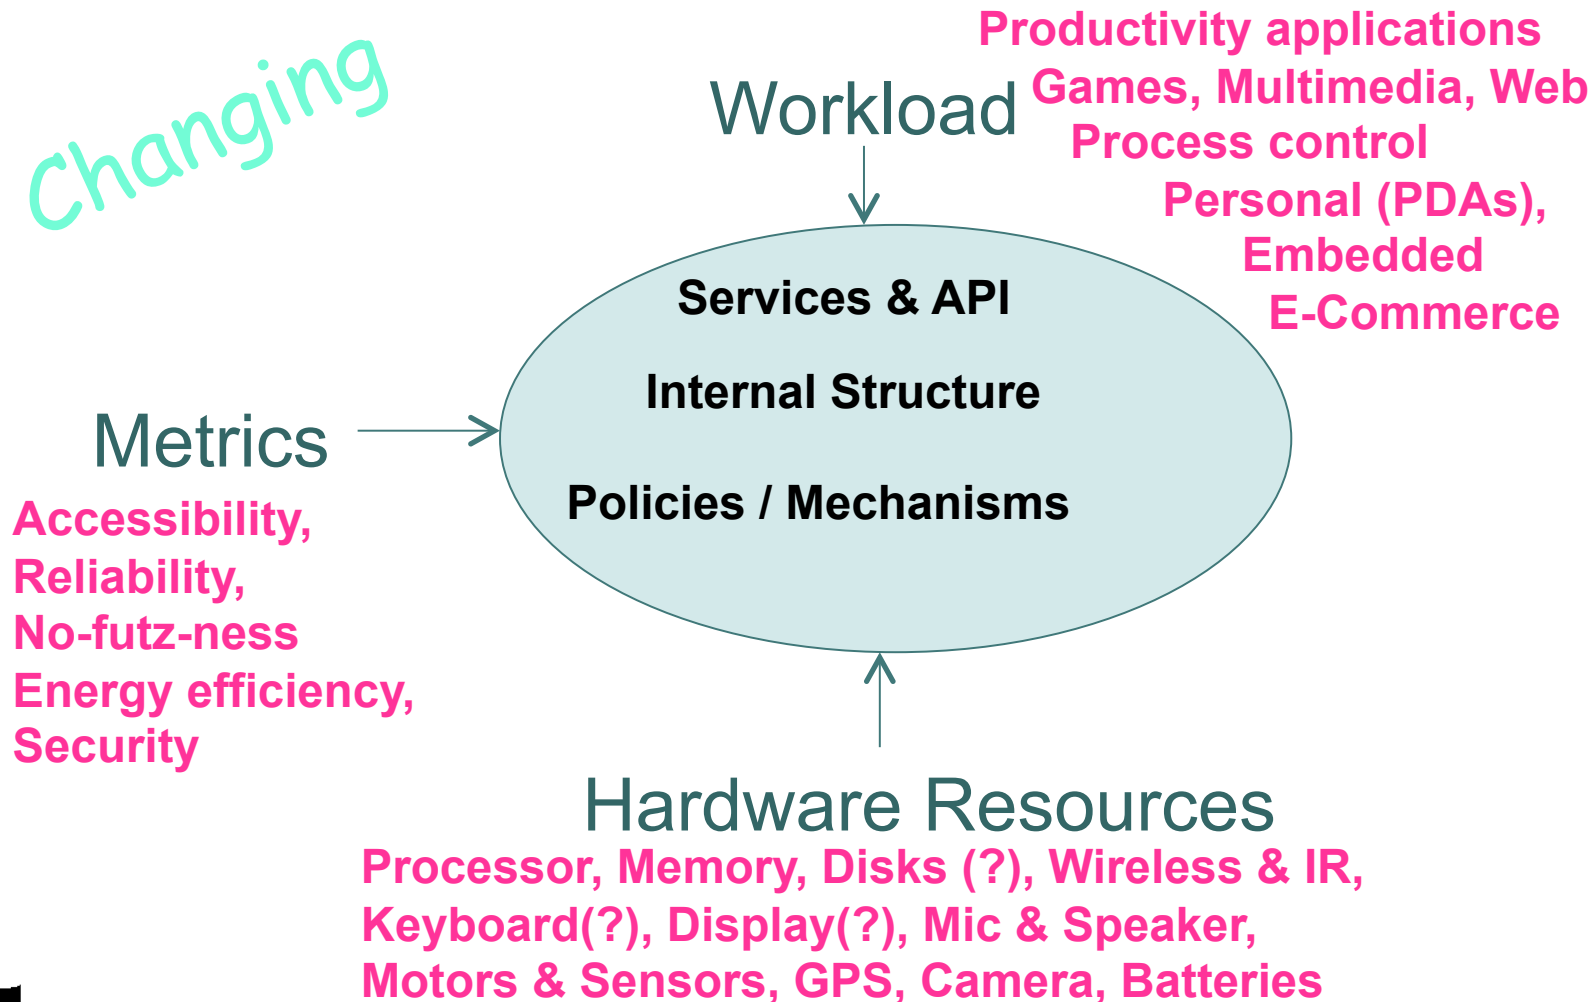 Changing
Productivity applications
Workload
Games, Multimedia, Web
Process control
Personal (PDAs),
Embedded
E-Commerce
Services & API
Internal Structure
Policies / Mechanisms
Metrics
Accessibility,
Reliability,
No-futz-ness
Energy efficiency,
Security
Hardware Resources
Processor, Memory, Disks (?), Wireless & IR,
Keyboard(?), Display(?), Mic & Speaker,
Motors & Sensors, GPS, Camera, Batteries